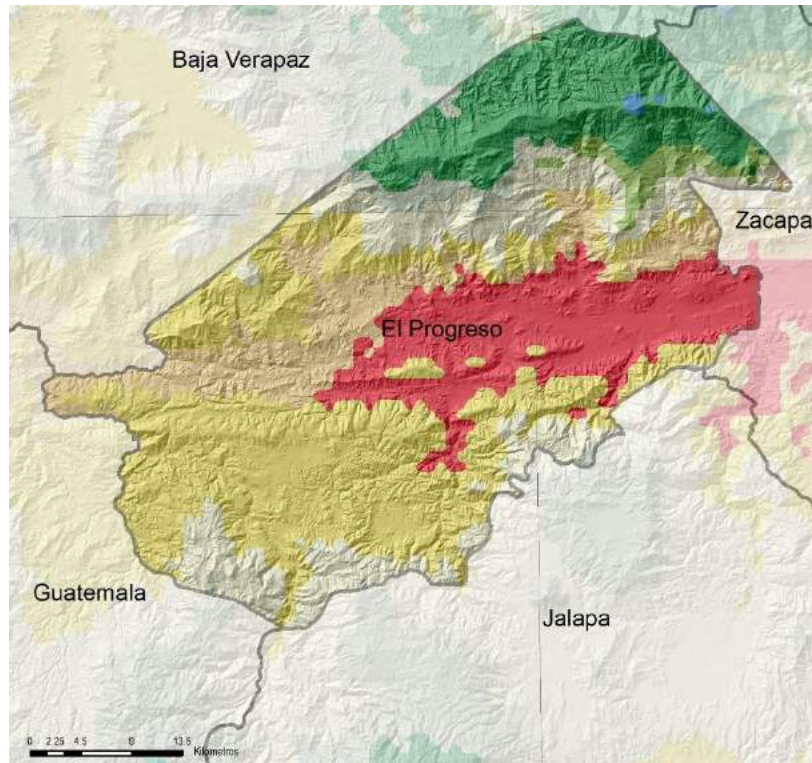 Baja Verapaz
Zacapa
El Progreso
Guatemala
Jalapa
0 2.25 4.5 9 13.5
Kilometros